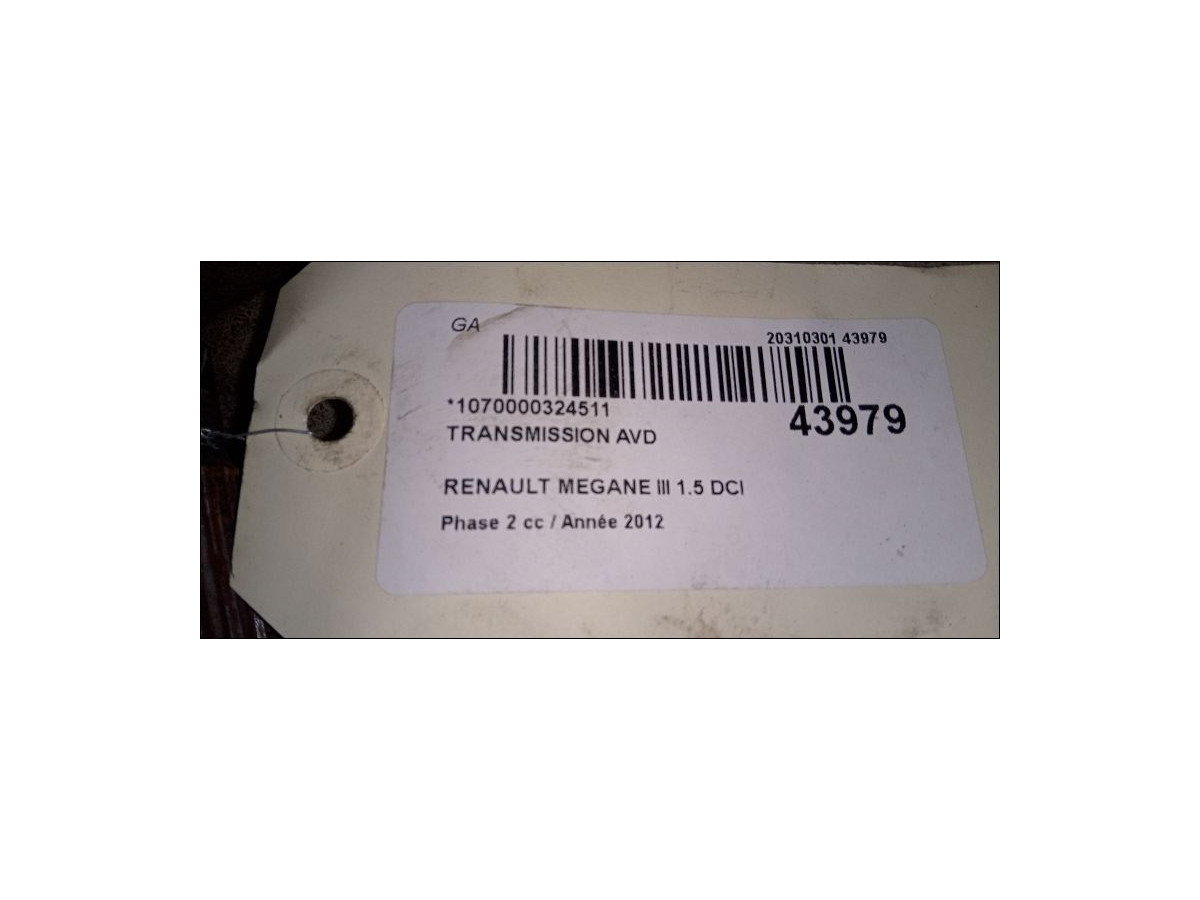 GA
20310301 43979
*1070000324511
43979
TRANSMISSION AVD
RENAULT MEGANE III 1.5 DCI
Phase 2 cc / Année 2012